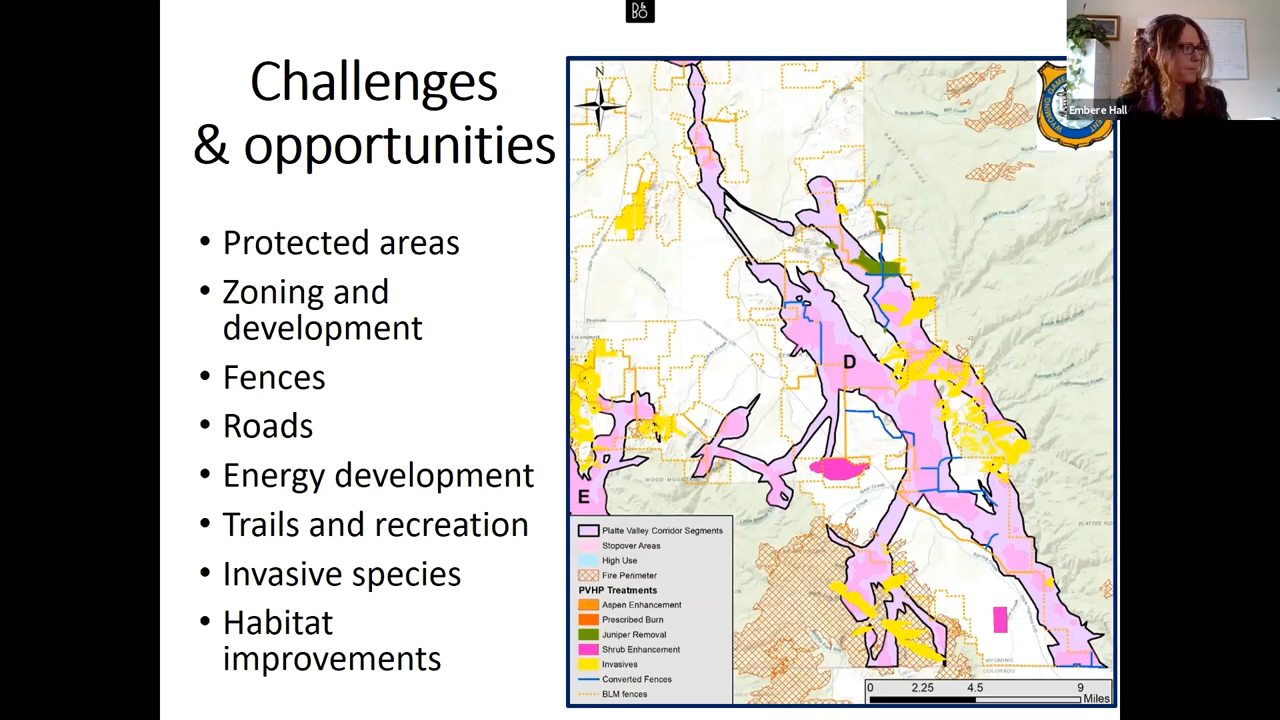 B&O
Challenges
& opportunities
• Protected areas
• Zoning and
development
• Fences
• Roads
• Energy development
• Trails and recreation
• Invasive species
• Habitat
improvements
Embere Hall
N
D
E
WYOMING
COLORADO
Platte Valley Corridor Segments
Stopover Areas
High Use
Fire Perimeter
PVHP Treatments
Aspen Enhancement
Prescribed Burn
Juniper Removal
Shrub Enhancement
Invasives
Converted Fences
BLM fences
0 2.25 4.5 9
Miles